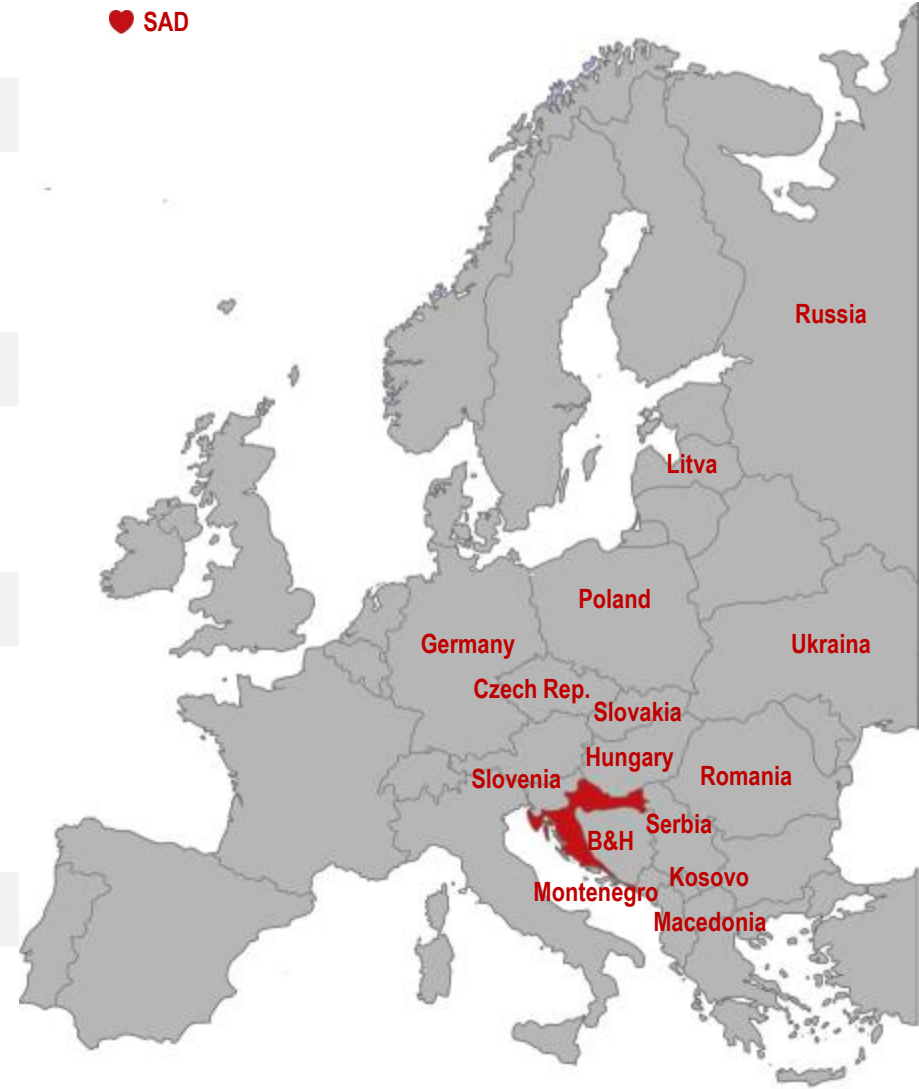 SAD
Russia
Litva
Poland
Germany
Ukraina
Czech Rep.
Slovakia
Hungary
Slovenia
Romania
Serbia
B&H
Kosovo
Montenegro
Macedonia